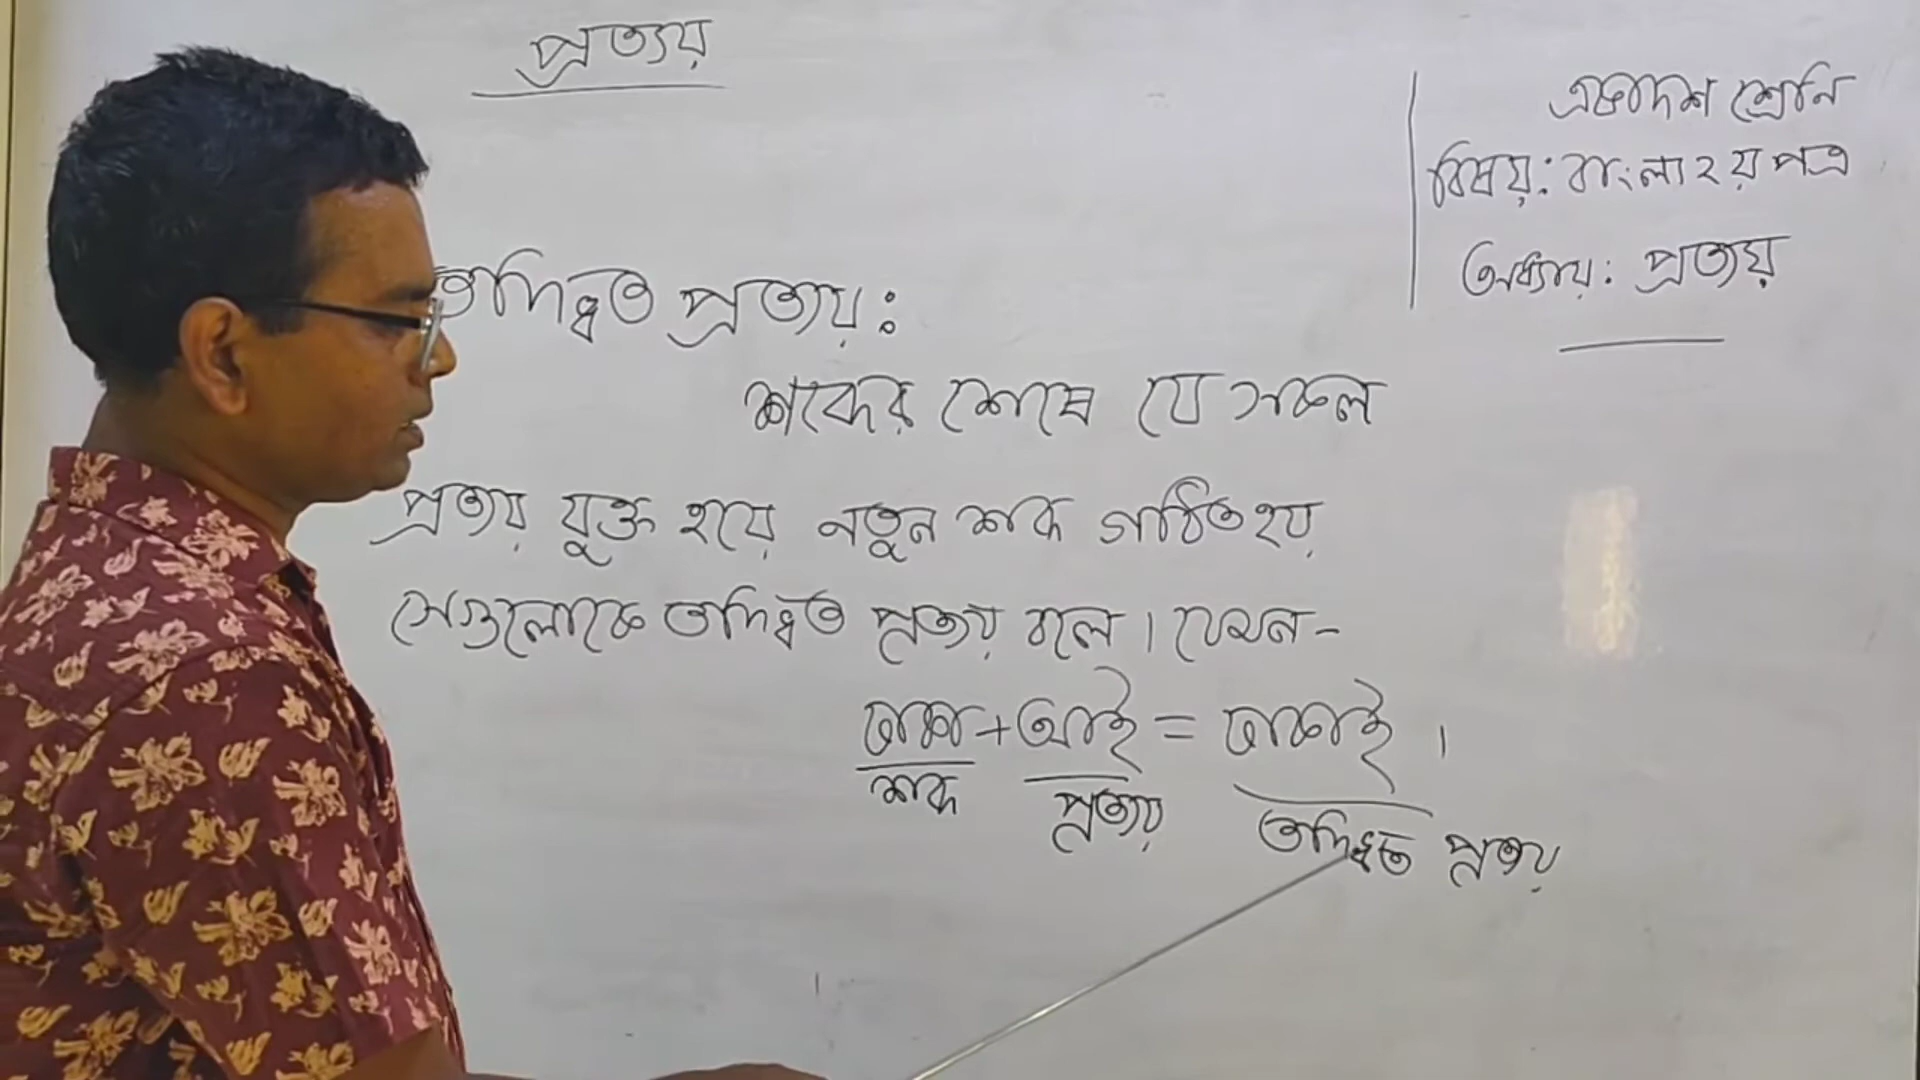 প্রত্যয়
একাদশ শ্রেনি
বিষয়: বাংলা ২য় পত্র
অধ্যায়: প্রত্যয়
তদ্ধিত প্রত্যয়:
শব্দের শেষে যে সকল
প্রত্যয় যুক্ত হয়ে নতুন শব্দ গঠিত হয়
সেগুলোকে তদ্ধিত প্রত্যয় বলে। যেমন-
ঢাকা + আই = ঢাকাই ।
শব্দ প্রত্যয় তদ্ধিত প্রত্যয়